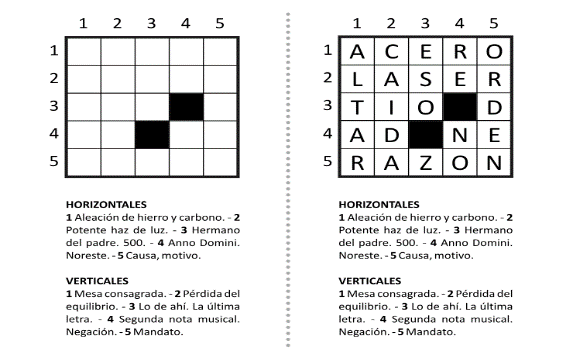 1 2 3 4 5
1
2
3
4
5
HORIZONTALES
1 Aleación de hierro y carbono. - 2
Potente haz de luz. - 3 Hermano
del padre. 500. - 4 Anno Domini.
Noreste. - 5 Causa, motivo.
VERTICALES
1 Mesa consagrada. - 2 Pérdida del
equilibrio. - 3 Lo de ahí. La última
letra. - 4 Segunda nota musical.
Negación. - 5 Mandato.
1 2 3 4 5
1 A C E R O
2 L A S E R
3 T I O D
4 A D N E
5 R A Z O N
HORIZONTALES
1 Aleación de hierro y carbono. - 2
Potente haz de luz. - 3 Hermano
del padre. 500. - 4 Anno Domini.
Noreste. - 5 Causa, motivo.
VERTICALES
1 Mesa consagrada. - 2 Pérdida del
equilibrio. - 3 Lo de ahí. La última
letra. - 4 Segunda nota musical.
Negación. - 5 Mandato.